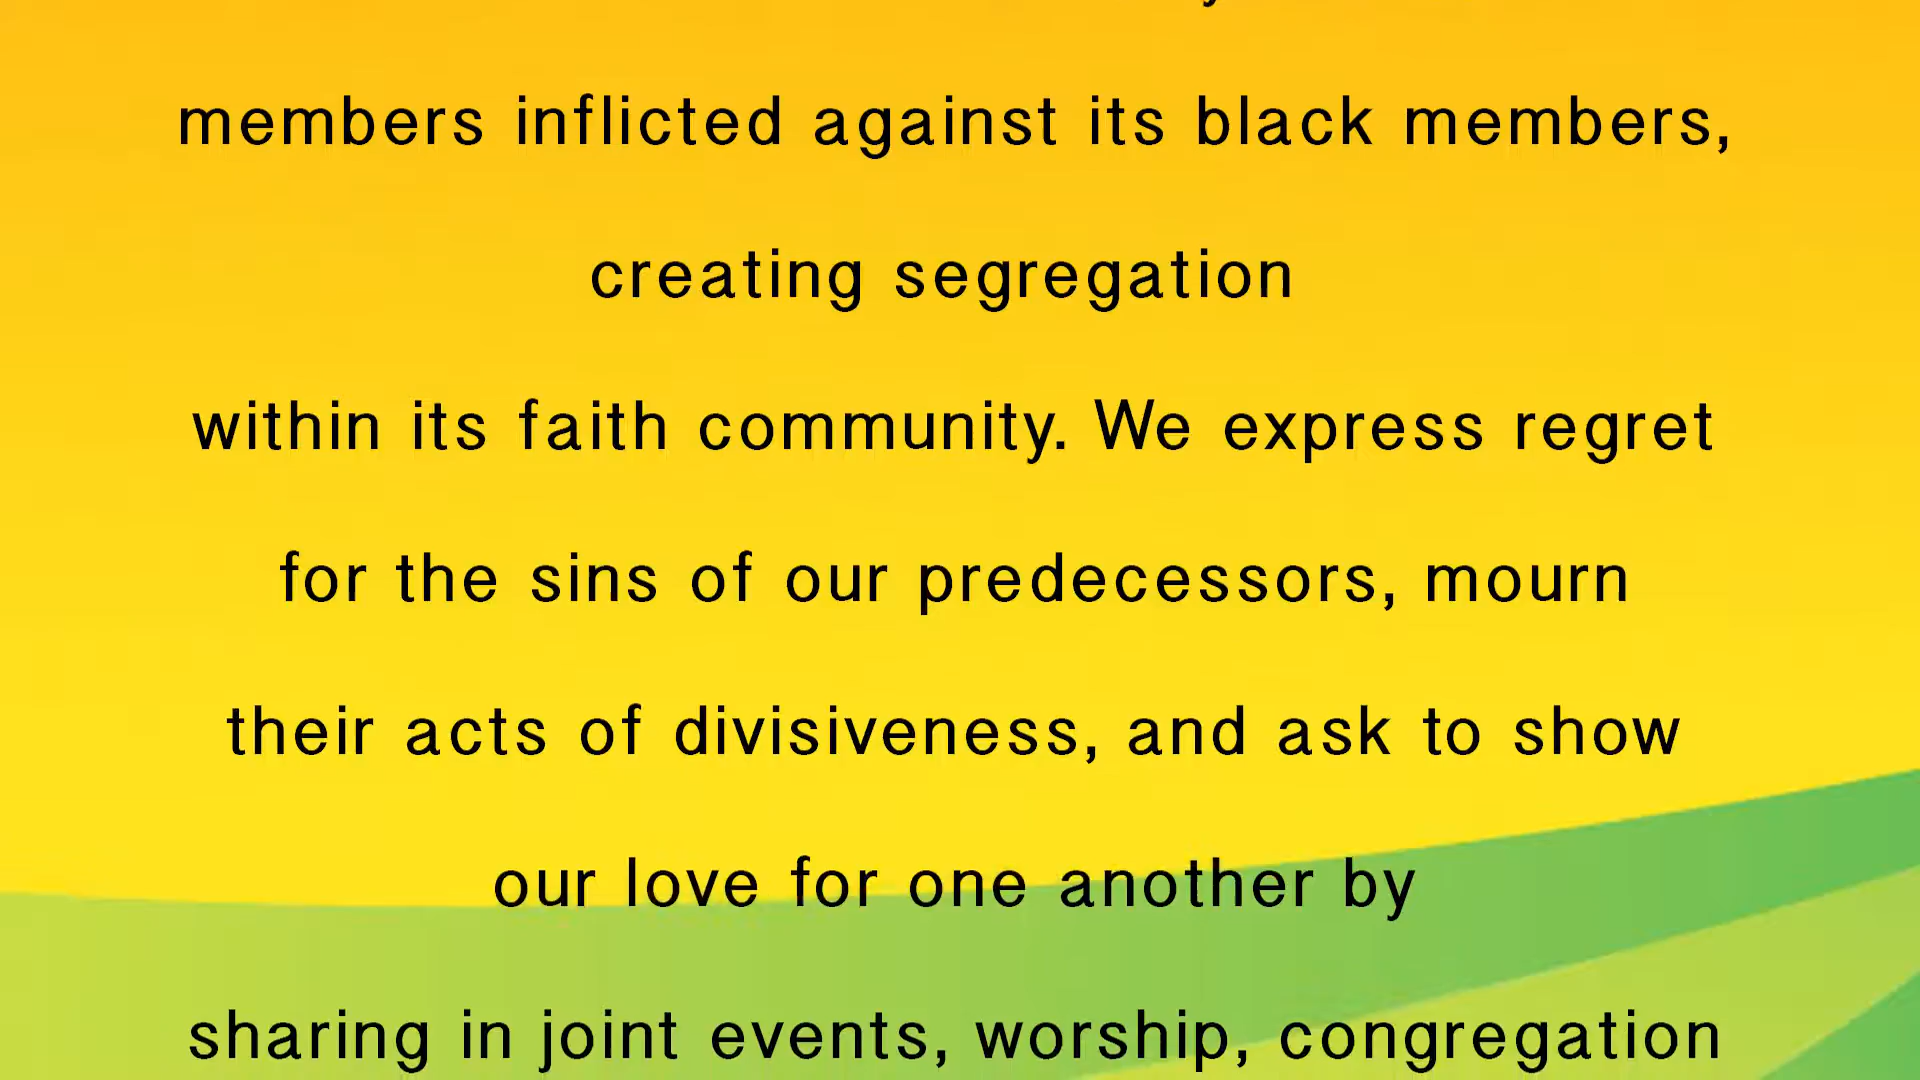 members inflicted against its black members,
creating segregation
within its faith community. We express regret
for the sins of our predecessors, mourn
their acts of divisiveness, and ask to show
our love for one another by
sharing in joint events, worship, congregation